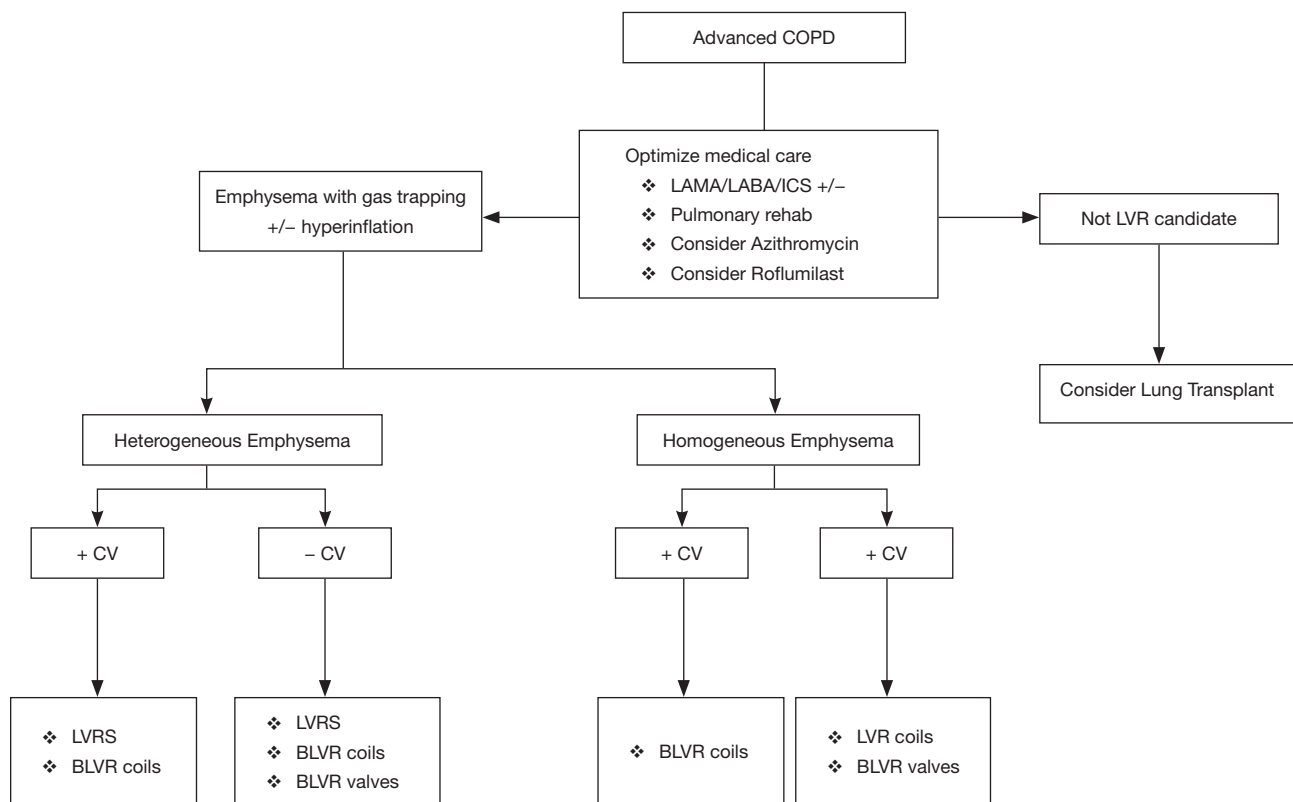 Advanced COPD
Optimize medical care
❖ LAMA/LABA/ICS +/−
❖ Pulmonary rehab
❖ Consider Azithromycin
❖ Consider Roflumilast
Emphysema with gas trapping
+/− hyperinflation
Not LVR candidate
Consider Lung Transplant
Heterogeneous Emphysema
Homogeneous Emphysema
+ CV
− CV
+ CV
+ CV
❖ LVRS
❖ BLVR coils
❖ LVRS
❖ BLVR coils
❖ BLVR valves
❖ BLVR coils
❖ LVR coils
❖ BLVR valves